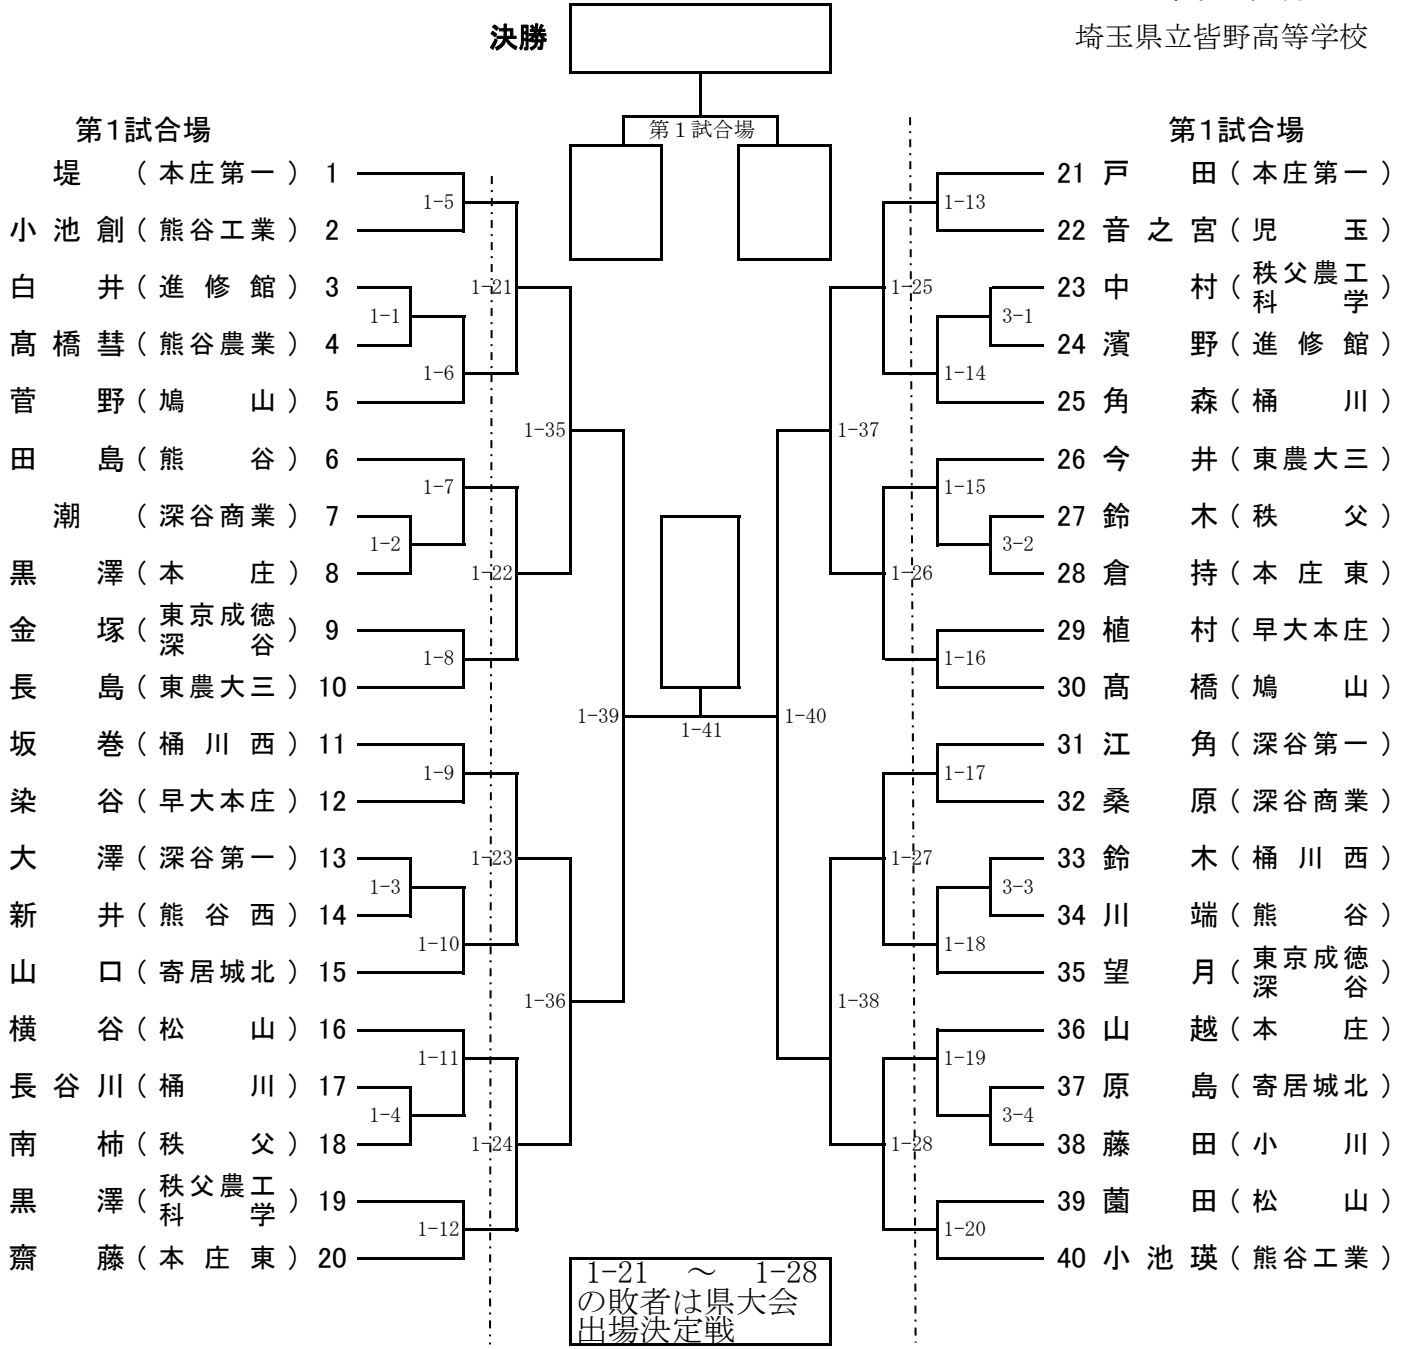 決勝
埼玉県立皆野高等学校
第1試合場
第１試合場
第1試合場
堤 （本庄第一） 1
小池創（熊谷工業） 2
白井（進修館） 3
髙橋彗（熊谷農業） 4
菅野（鳩山） 5
田島（熊谷） 6
潮 （深谷商業） 7
黒澤（本庄） 8
金塚（東京成徳深谷） 9
長島（東農大三） 10
坂巻（桶川西） 11
染谷（早大本庄） 12
大澤（深谷第一） 13
新井（熊谷西） 14
山口（寄居城北） 15
横谷（松山） 16
長谷川（桶川） 17
南柿（秩父） 18
黒澤（秩父農工科学） 19
齋藤（本庄東） 20
1-5
1-1
1-6
1-7
1-2
1-8
1-9
1-3
1-10
1-11
1-4
1-12
1-21
1-22
1-23
1-24
1-35
1-36
1-39
1-41
1-40
1-37
1-38
1-25
1-26
1-27
1-28
1-13
3-1
1-14
1-15
3-2
1-16
1-17
3-3
1-18
1-19
3-4
1-20
21 戸田（本庄第一）
22 音之宮（児玉）
23 中村（秩父農工科学）
24 濱野（進修館）
25 角森（桶川）
26 今井（東農大三）
27 鈴木（秩父）
28 倉持（本庄東）
29 植村（早大本庄）
30 髙橋（鳩山）
31 江角（深谷第一）
32 桑原（深谷商業）
33 鈴木（桶川西）
34 川端（熊谷）
35 望月（東京成徳深谷）
36 山越（本庄）
37 原島（寄居城北）
38 藤田（小川）
39 薗田（松山）
40 小池瑛（熊谷工業）
1-21 ～ 1-28
の敗者は県大会
出場決定戦